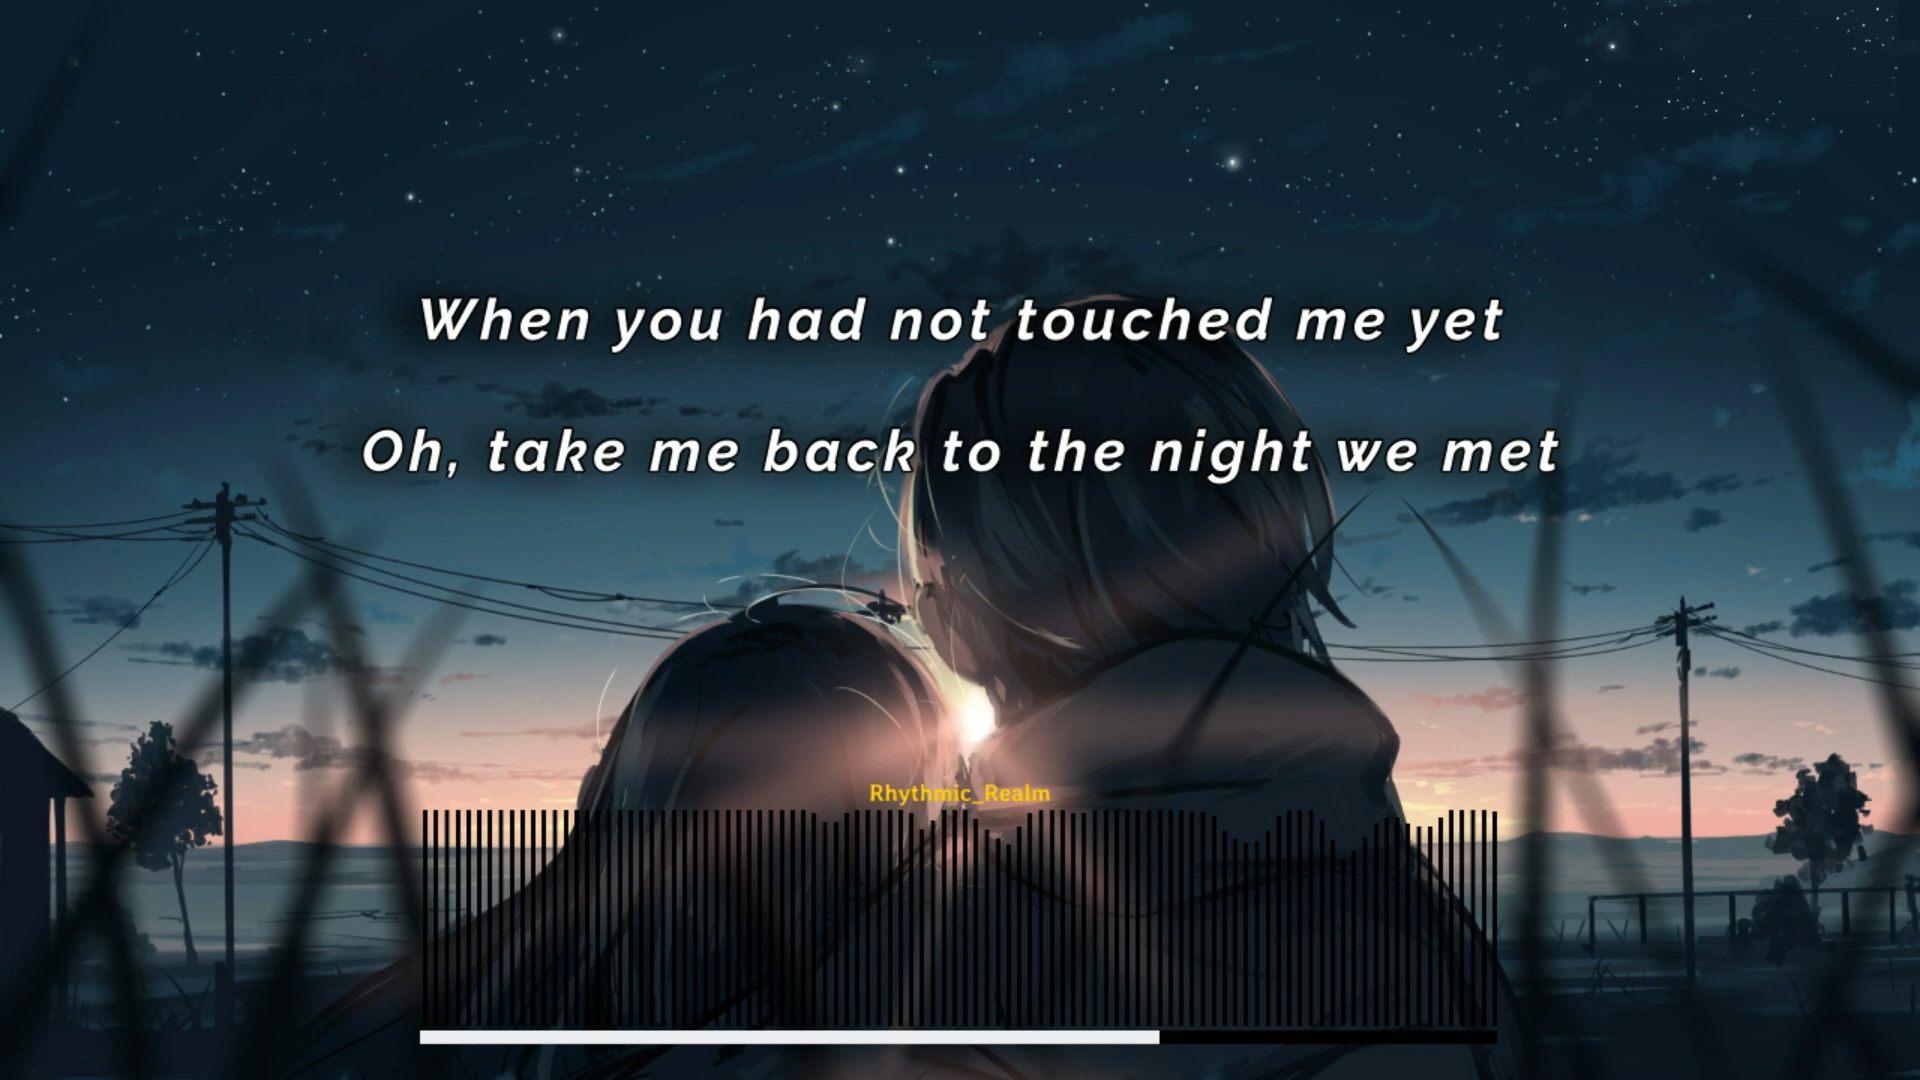 When you had not touched me yet
Oh, take me back to the night we met
Rhythmic_Realm